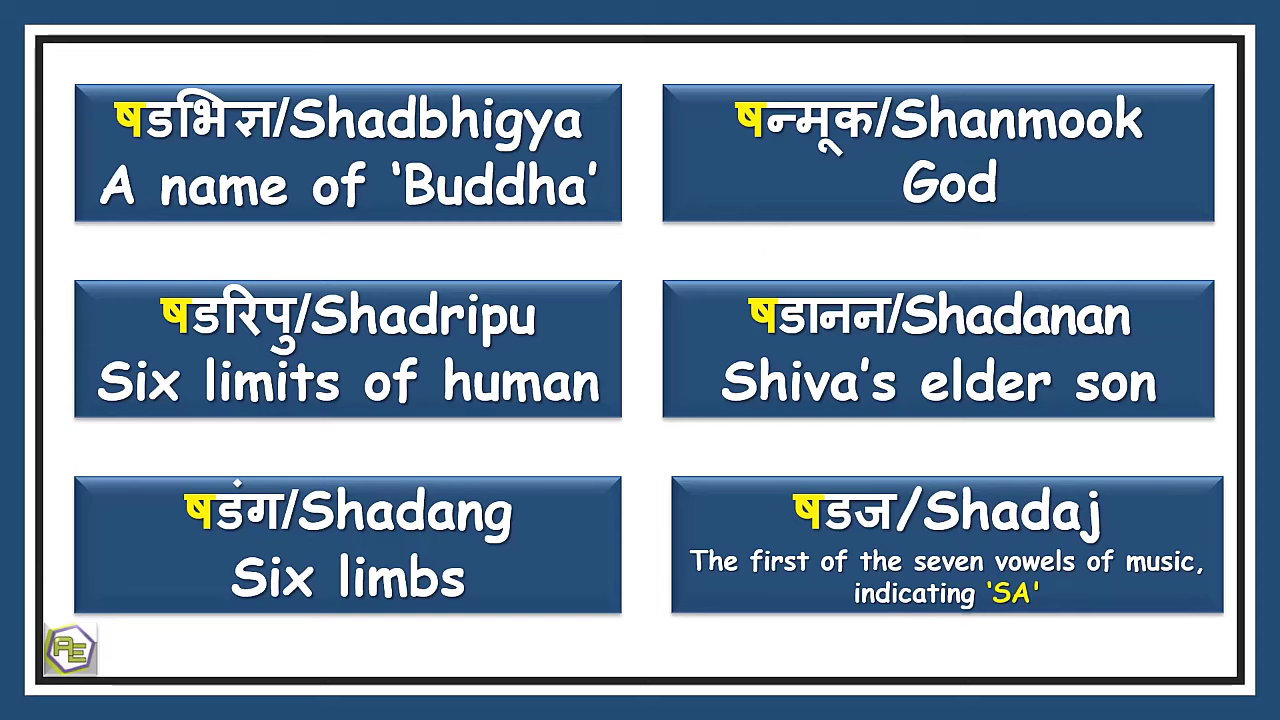 षडभिज्ञ/Shadbhigya
A name of ‘Buddha’
षन्मूक/Shanmook
God
षडरिपु/Shadripu
Six limits of human
षडानन/Shadanan
Shiva’s elder son
षडंग/Shadang
Six limbs
षडज/Shadaj
The first of the seven vowels of music,
indicating ‘SA'
AE